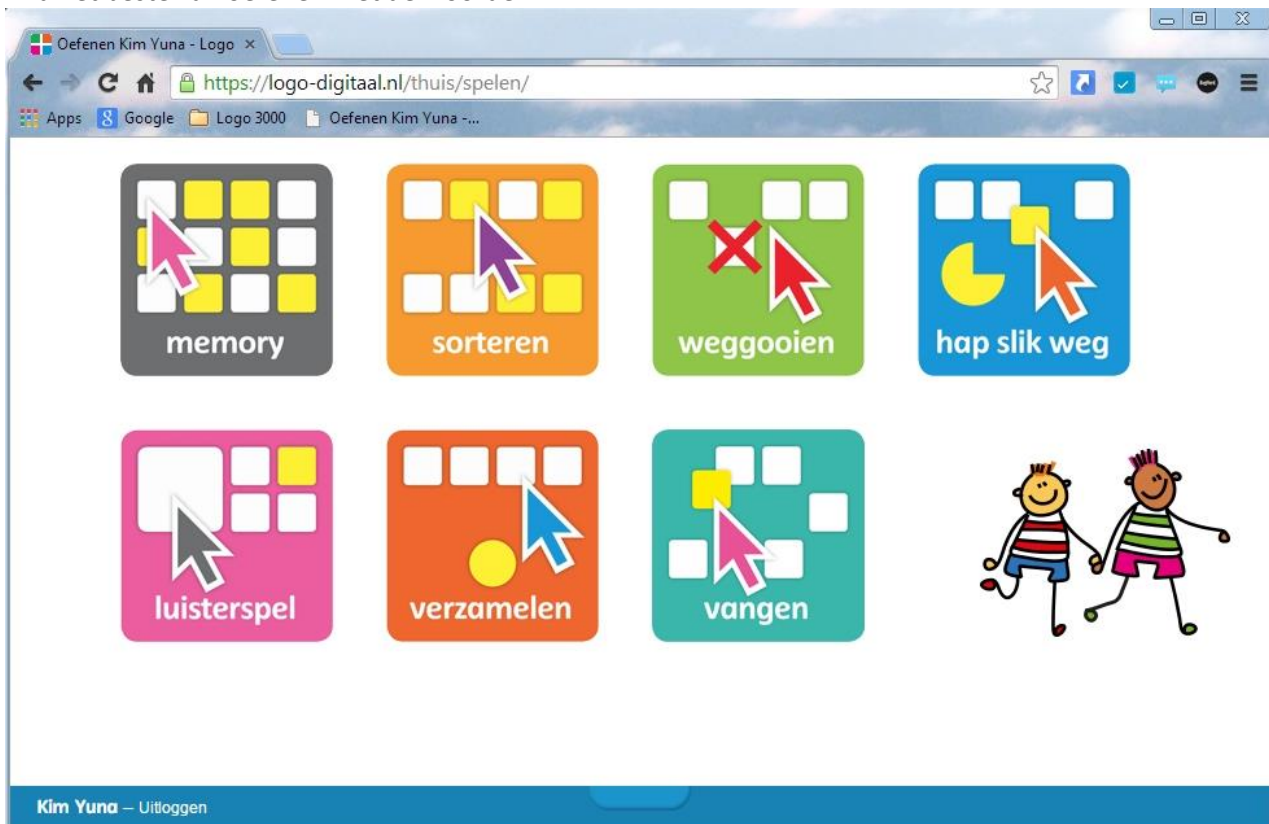 Oefenen Kim Yuna - Logo ×
https://logo-digitaal.nl/thuis/spelen/
Apps Google Logo 3000 Oefenen Kim Yuna -...
memory sorteren weggooien hap slik weg
luisterspel verzamelen vangen
Kim Yuna – Uitloggen